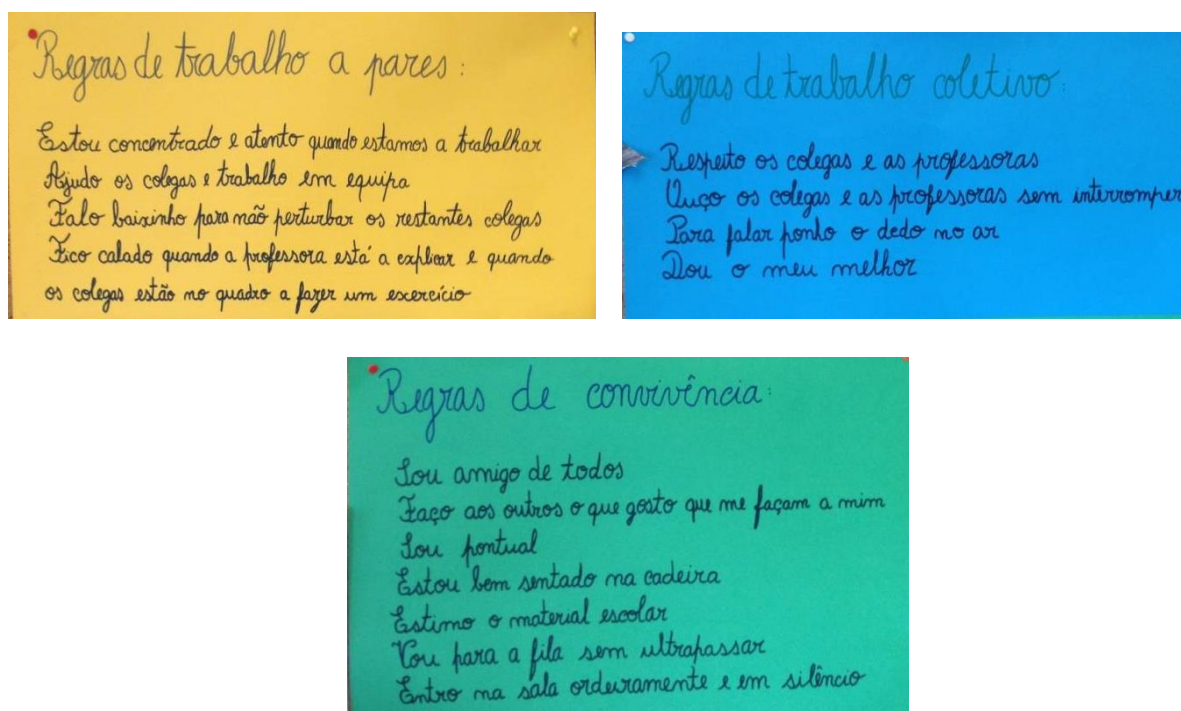 Regras de trabalho a pares:
Estou concentrado e atento quando estamos a trabalhar
Ajudo os colegas e trabalho em equipa
Falo baixinho para não perturbar os restantes colegas
Fico calado quando a professora está a explicar e quando
os colegas estão no quadro a fazer um exercício
Regras de trabalho coletivo:
Respeito os colegas e as professoras
Ouço os colegas e as professoras sem interromper
Para falar ponho o dedo no ar
Dou o meu melhor
Regras de convivência:
Sou amigo de todos
Faço aos outros o que gosto que me façam a mim
Sou pontual
Estou bem sentado na cadeira
Estimo o material escolar
Vou para a fila sem ultrapassar
Entro na sala ordeiramente e em silêncio